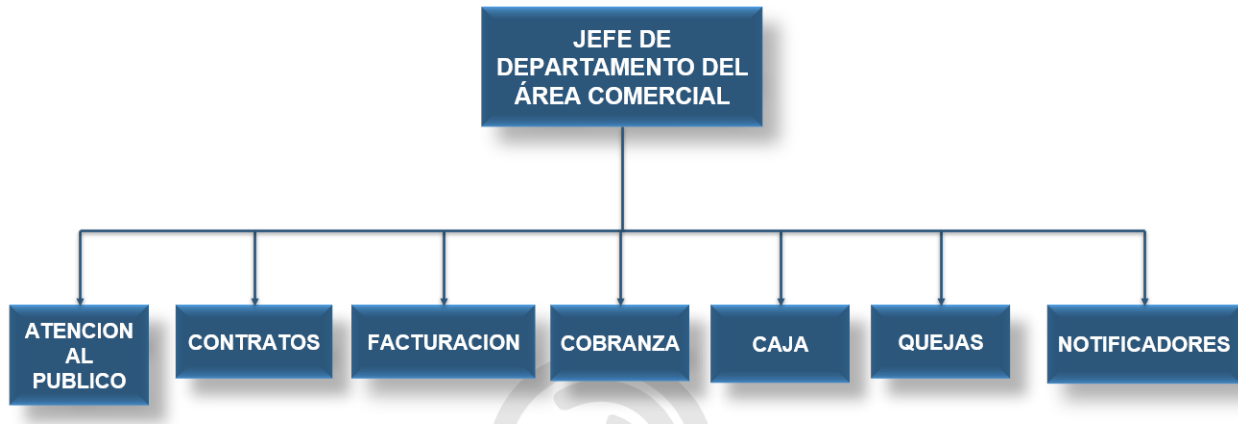 JEFE DE
DEPARTAMENTO DEL
ÁREA COMERCIAL
ATENCION
AL
PUBLICO
CONTRATOS
FACTURACION
COBRANZA
CAJA
QUEJAS
NOTIFICADORES